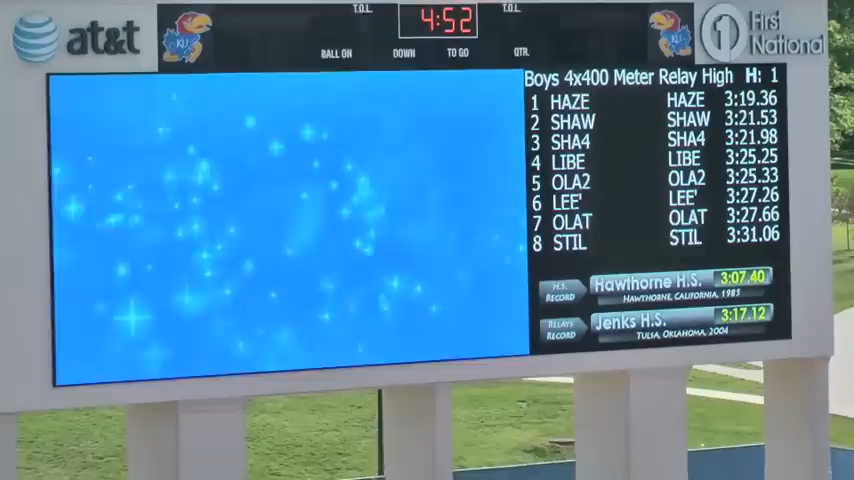 at&t
KU
T.O.L.
4:52
T.O.L.
KU
1 First National
BALL ON DOWN TO GO QTR.
Boys 4x400 Meter Relay High H: 1
1 HAZE HAZE 3:19.36
2 SHAW SHAW 3:21.53
3 SHA4 SHA4 3:21.98
4 LIBE LIBE 3:25.25
5 OLA2 OLA2 3:25.33
6 LEE' LEE' 3:27.26
7 OLAT OLAT 3:27.66
8 STIL STIL 3:31.06
H.S. RECORD
Hawthorne H.S. 3:07.40
HAWTHORNE, CALIFORNIA, 1985
RELAYS RECORD
Jenks H.S. 3:17.12
TULSA, OKLAHOMA, 2004